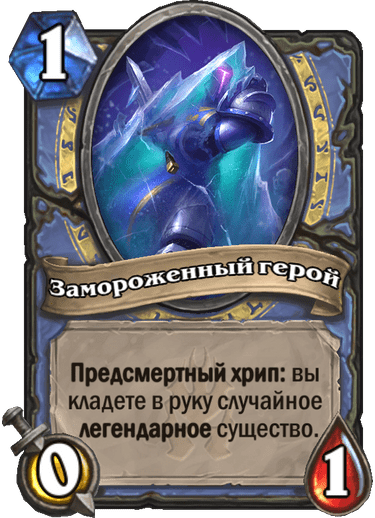 1
Замороженный герой
Предсмертный хрип: вы
кладете в руку случайное
легендарное существо.
0
1